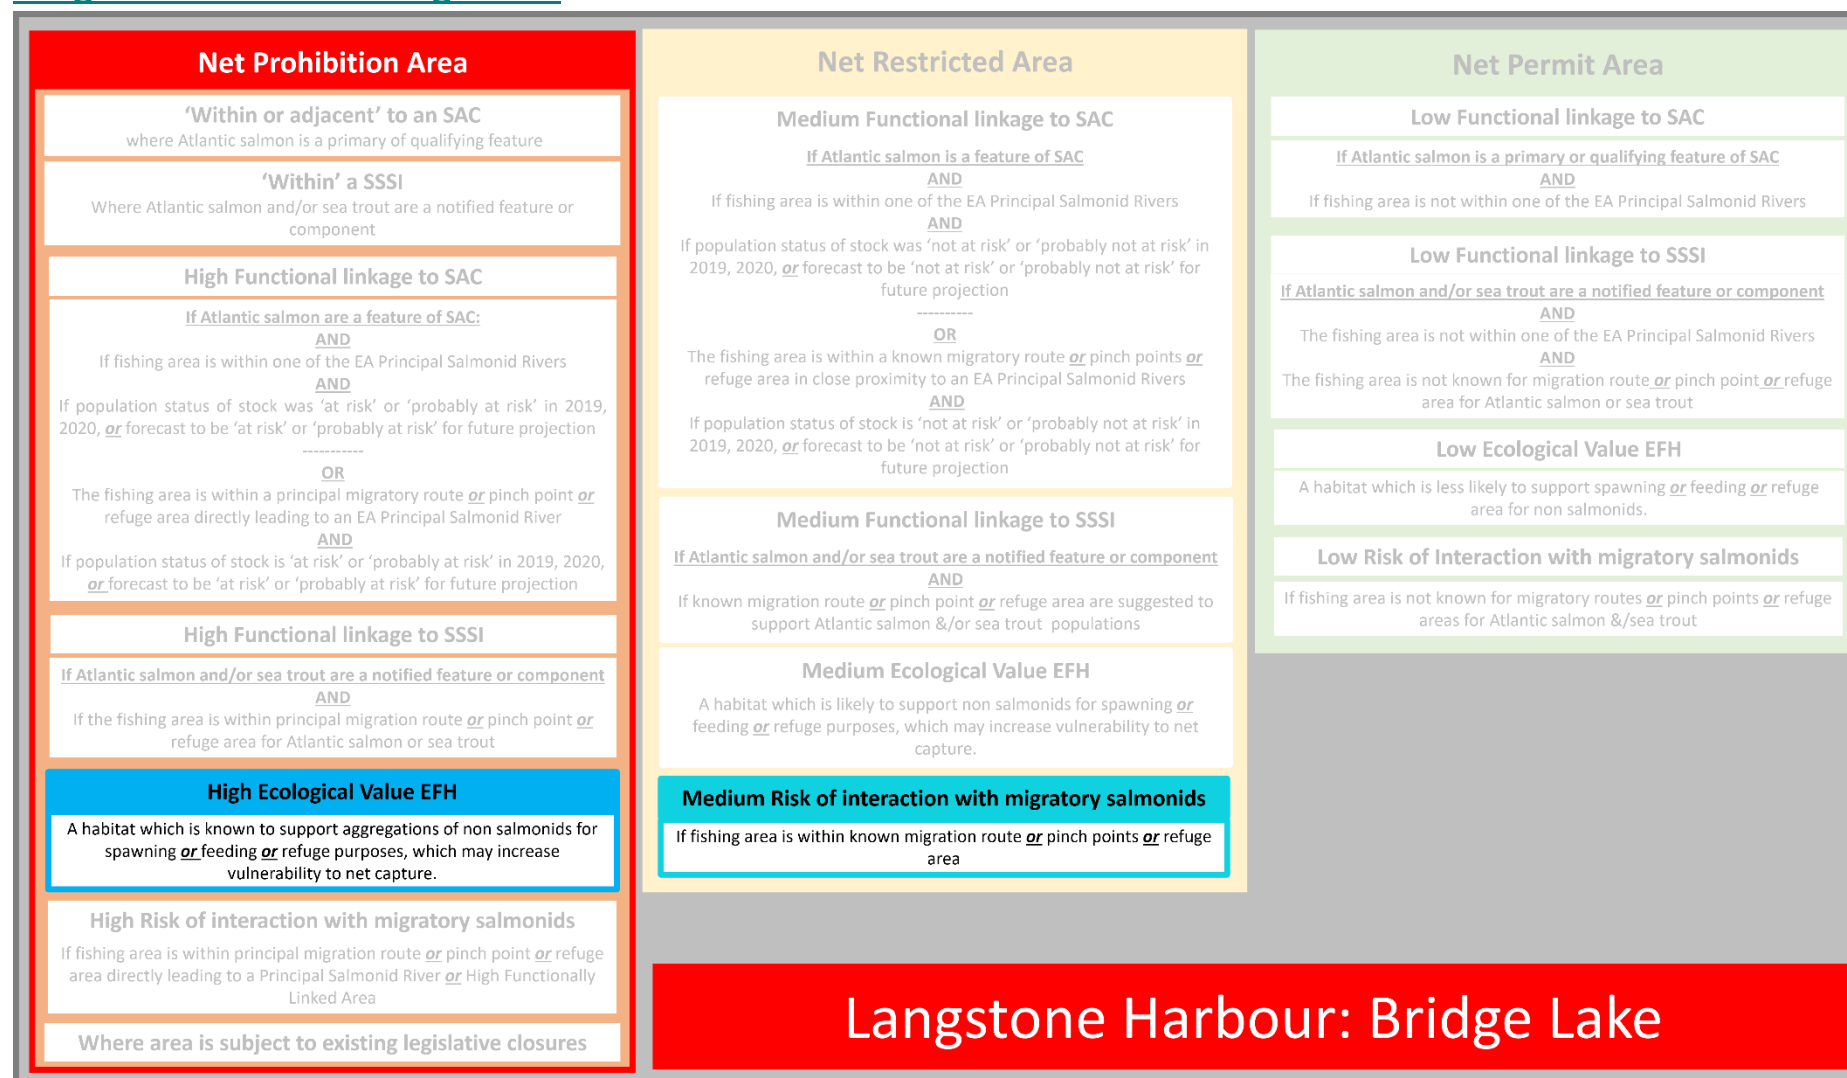 Net Prohibition Area
‘Within or adjacent’ to an SAC
where Atlantic salmon is a primary of qualifying feature
‘Within’ a SSSI
Where Atlantic salmon and/or sea trout are a notified feature or
component
High Functional linkage to SAC
If Atlantic salmon are a feature of SAC:
AND
If fishing area is within one of the EA Principal Salmonid Rivers
AND
If population status of stock was ‘at risk’ or ‘probably at risk’ in 2019,
2020, or forecast to be ‘at risk’ or ‘probably at risk’ for future projection
-----------
OR
The fishing area is within a principal migratory route or pinch point or
refuge area directly leading to an EA Principal Salmonid River
AND
If population status of stock is ‘at risk’ or ‘probably at risk’ in 2019, 2020,
or forecast to be ‘at risk’ or ‘probably at risk’ for future projection
High Functional linkage to SSSI
If Atlantic salmon and/or sea trout are a notified feature or component
AND
If the fishing area is within principal migration route or pinch point or
refuge area for Atlantic salmon or sea trout
High Ecological Value EFH
A habitat which is known to support aggregations of non salmonids for
spawning or feeding or refuge purposes, which may increase
vulnerability to net capture.
High Risk of interaction with migratory salmonids
If fishing area is within principal migration route or pinch point or refuge
area directly leading to a Principal Salmonid River or High Functionally
Linked Area
Where area is subject to existing legislative closures
Net Restricted Area
Medium Functional linkage to SAC
If Atlantic salmon is a feature of SAC
AND
If fishing area is within one of the EA Principal Salmonid Rivers
AND
If population status of stock was ‘not at risk’ or ‘probably not at risk’ in
2019, 2020, or forecast to be ‘not at risk’ or ‘probably not at risk’ for
future projection
----------
OR
The fishing area is within a known migratory route or pinch points or
refuge area in close proximity to an EA Principal Salmonid Rivers
AND
If population status of stock is ‘not at risk’ or ‘probably not at risk’ in
2019, 2020, or forecast to be ‘not at risk’ or ‘probably not at risk’ for
future projection
Medium Functional linkage to SSSI
If Atlantic salmon and/or sea trout are a notified feature or component
AND
If known migration route or pinch point or refuge area are suggested to
support Atlantic salmon &/or sea trout populations
Medium Ecological Value EFH
A habitat which is likely to support non salmonids for spawning or
feeding or refuge purposes, which may increase vulnerability to net
capture.
Medium Risk of interaction with migratory salmonids
If fishing area is within known migration route or pinch points or refuge
area
Net Permit Area
Low Functional linkage to SAC
If Atlantic salmon is a primary or qualifying feature of SAC
AND
If fishing area is not within one of the EA Principal Salmonid Rivers
Low Functional linkage to SSSI
If Atlantic salmon and/or sea trout are a notified feature or component
AND
The fishing area is not within one of the EA Principal Salmonid Rivers
AND
The fishing area is not known for migration route or pinch point or refuge
area for Atlantic salmon or sea trout
Low Ecological Value EFH
A habitat which is less likely to support spawning or feeding or refuge
area for non salmonids.
Low Risk of Interaction with migratory salmonids
If fishing area is not known for migratory routes or pinch points or refuge
areas for Atlantic salmon &/sea trout
Langstone Harbour: Bridge Lake